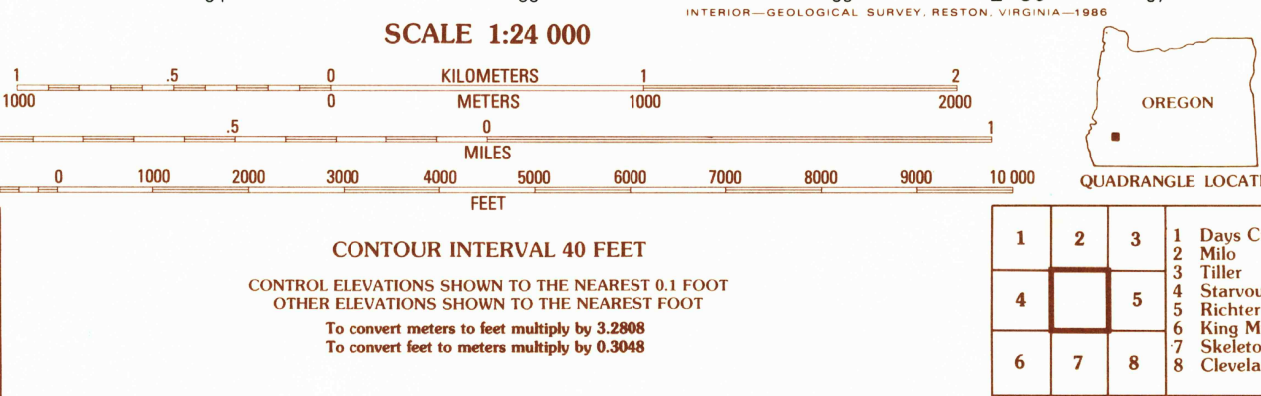 INTERIOR—GEOLOGICAL SURVEY, RESTON, VIRGINIA—1986
SCALE 1:24 000
1 .5 0 KILOMETERS 1 2
1000 0 METERS 1000 2000
.5 0 1
MILES
0 1000 2000 3000 4000 5000 6000 7000 8000 9000 10 000
FEET
CONTOUR INTERVAL 40 FEET
CONTROL ELEVATIONS SHOWN TO THE NEAREST 0.1 FOOT
OTHER ELEVATIONS SHOWN TO THE NEAREST FOOT
To convert meters to feet multiply by 3.2808
To convert feet to meters multiply by 0.3048
OREGON
QUADRANGLE LOCATI
1 2 3
4 5
6 7 8
1 Days C
2 Milo
3 Tiller
4 Starvou
5 Richter
6 King M
7 Skeleto
8 Clevela